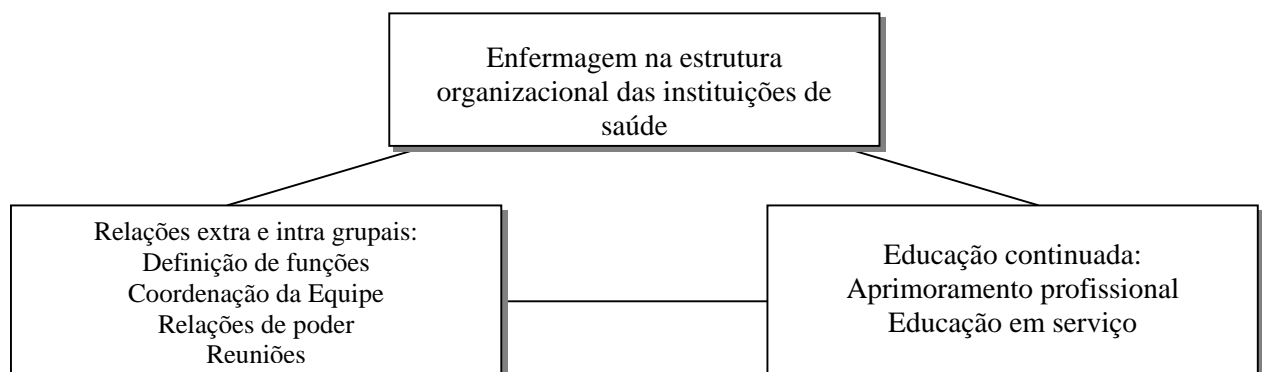 Enfermagem na estrutura
organizacional das instituições de
saúde
Relações extra e intra grupais:
Definição de funções
Coordenação da Equipe
Relações de poder
Reuniões
Educação continuada:
Aprimoramento profissional
Educação em serviço